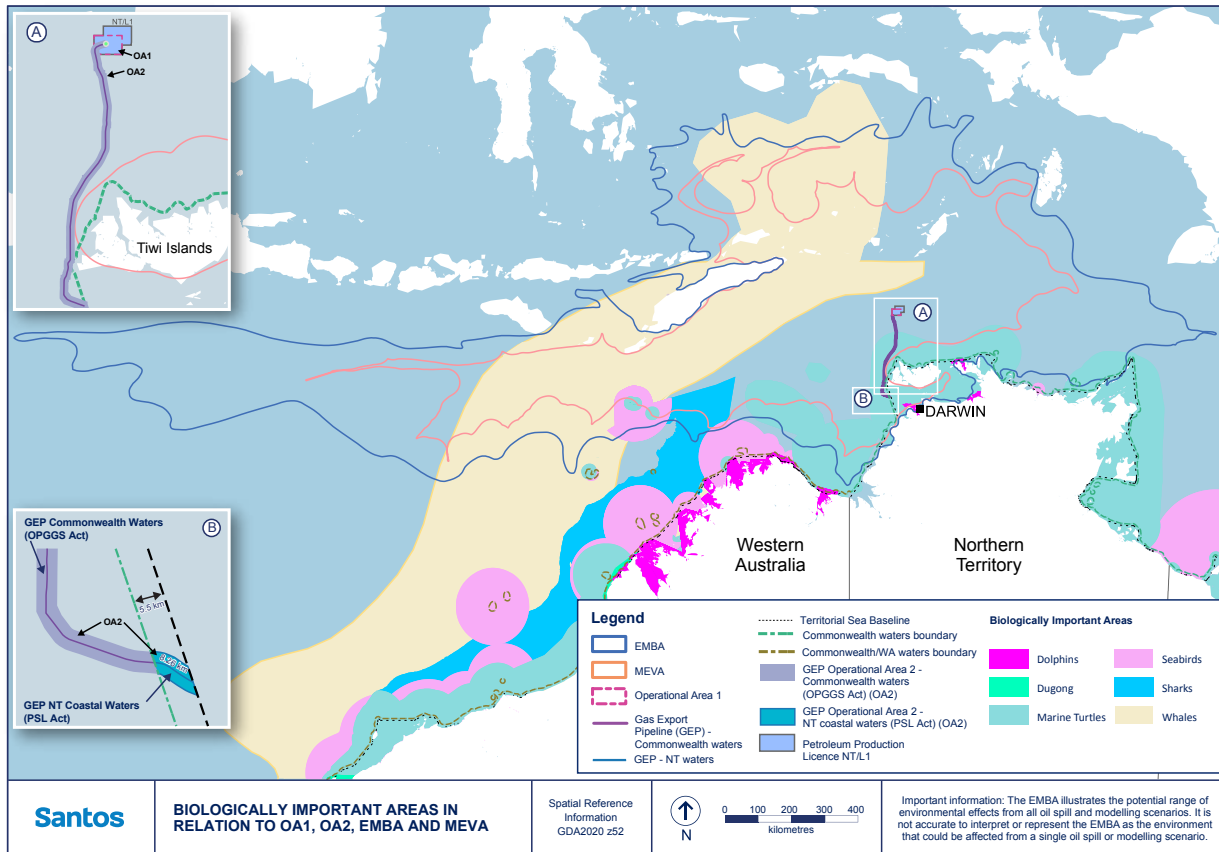 A
NT/L1
OA1
OA2
Tiwi Islands
A
B
DARWIN
Western
Australia
Northern
Territory
GEP Commonwealth Waters
(OPGGS Act)
B
5.5 km
OA2
GEP NT Coastal Waters
(PSL Act)
Legend
EMBA
MEVA
Operational Area 1
Gas Export
Pipeline (GEP) -
Commonwealth waters
GEP - NT waters
Territorial Sea Baseline
Commonwealth waters boundary
Commonwealth/WA waters boundary
GEP Operational Area 2 -
Commonwealth waters
(OPGGS Act) (OA2)
GEP Operational Area 2 -
NT coastal waters (PSL Act) (OA2)
Petroleum Production
Licence NT/L1
Biologically Important Areas
Dolphins
Dugong
Marine Turtles
Seabirds
Sharks
Whales
Santos
BIOLOGICALLY IMPORTANT AREAS IN
RELATION TO OA1, OA2, EMBA AND MEVA
Spatial Reference
Information
GDA2020 z52
N
0 100 200 300 400
kilometres
Important information: The EMBA illustrates the potential range of
environmental effects from all oil spill and modelling scenarios. It is
not accurate to interpret or represent the EMBA as the environment
that could be affected from a single oil spill or modelling scenario.